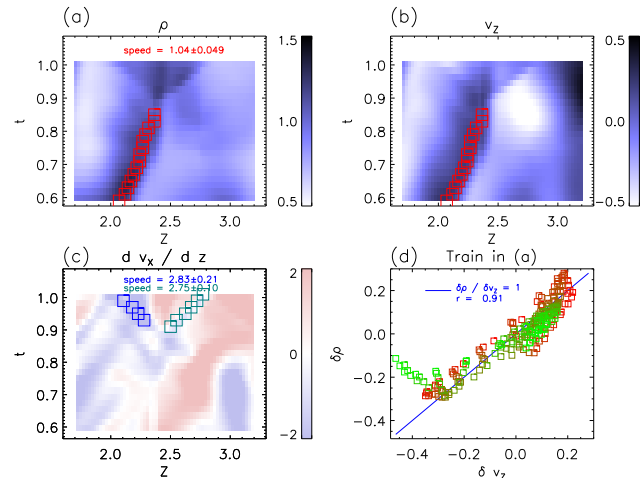 (a)
ρ
speed = 1.04±0.049
t
1.0
0.9
0.8
0.7
0.6
2.0
2.5
3.0
Z
1.5
1.0
0.5
(b)
v_z
t
1.0
0.9
0.8
0.7
0.6
2.0
2.5
3.0
Z
0.5
0.0
−0.5
(c)
d v_x / d z
speed = 2.83±0.21
speed = 2.75±0.10
t
1.0
0.9
0.8
0.7
0.6
2.0
2.5
3.0
Z
2
1
0
−1
−2
(d)
Train in (a)
δρ / δv_z = 1
r = 0.91
δρ
0.2
0.0
−0.2
−0.4
−0.4
−0.2
0.0
0.2
δ v_z